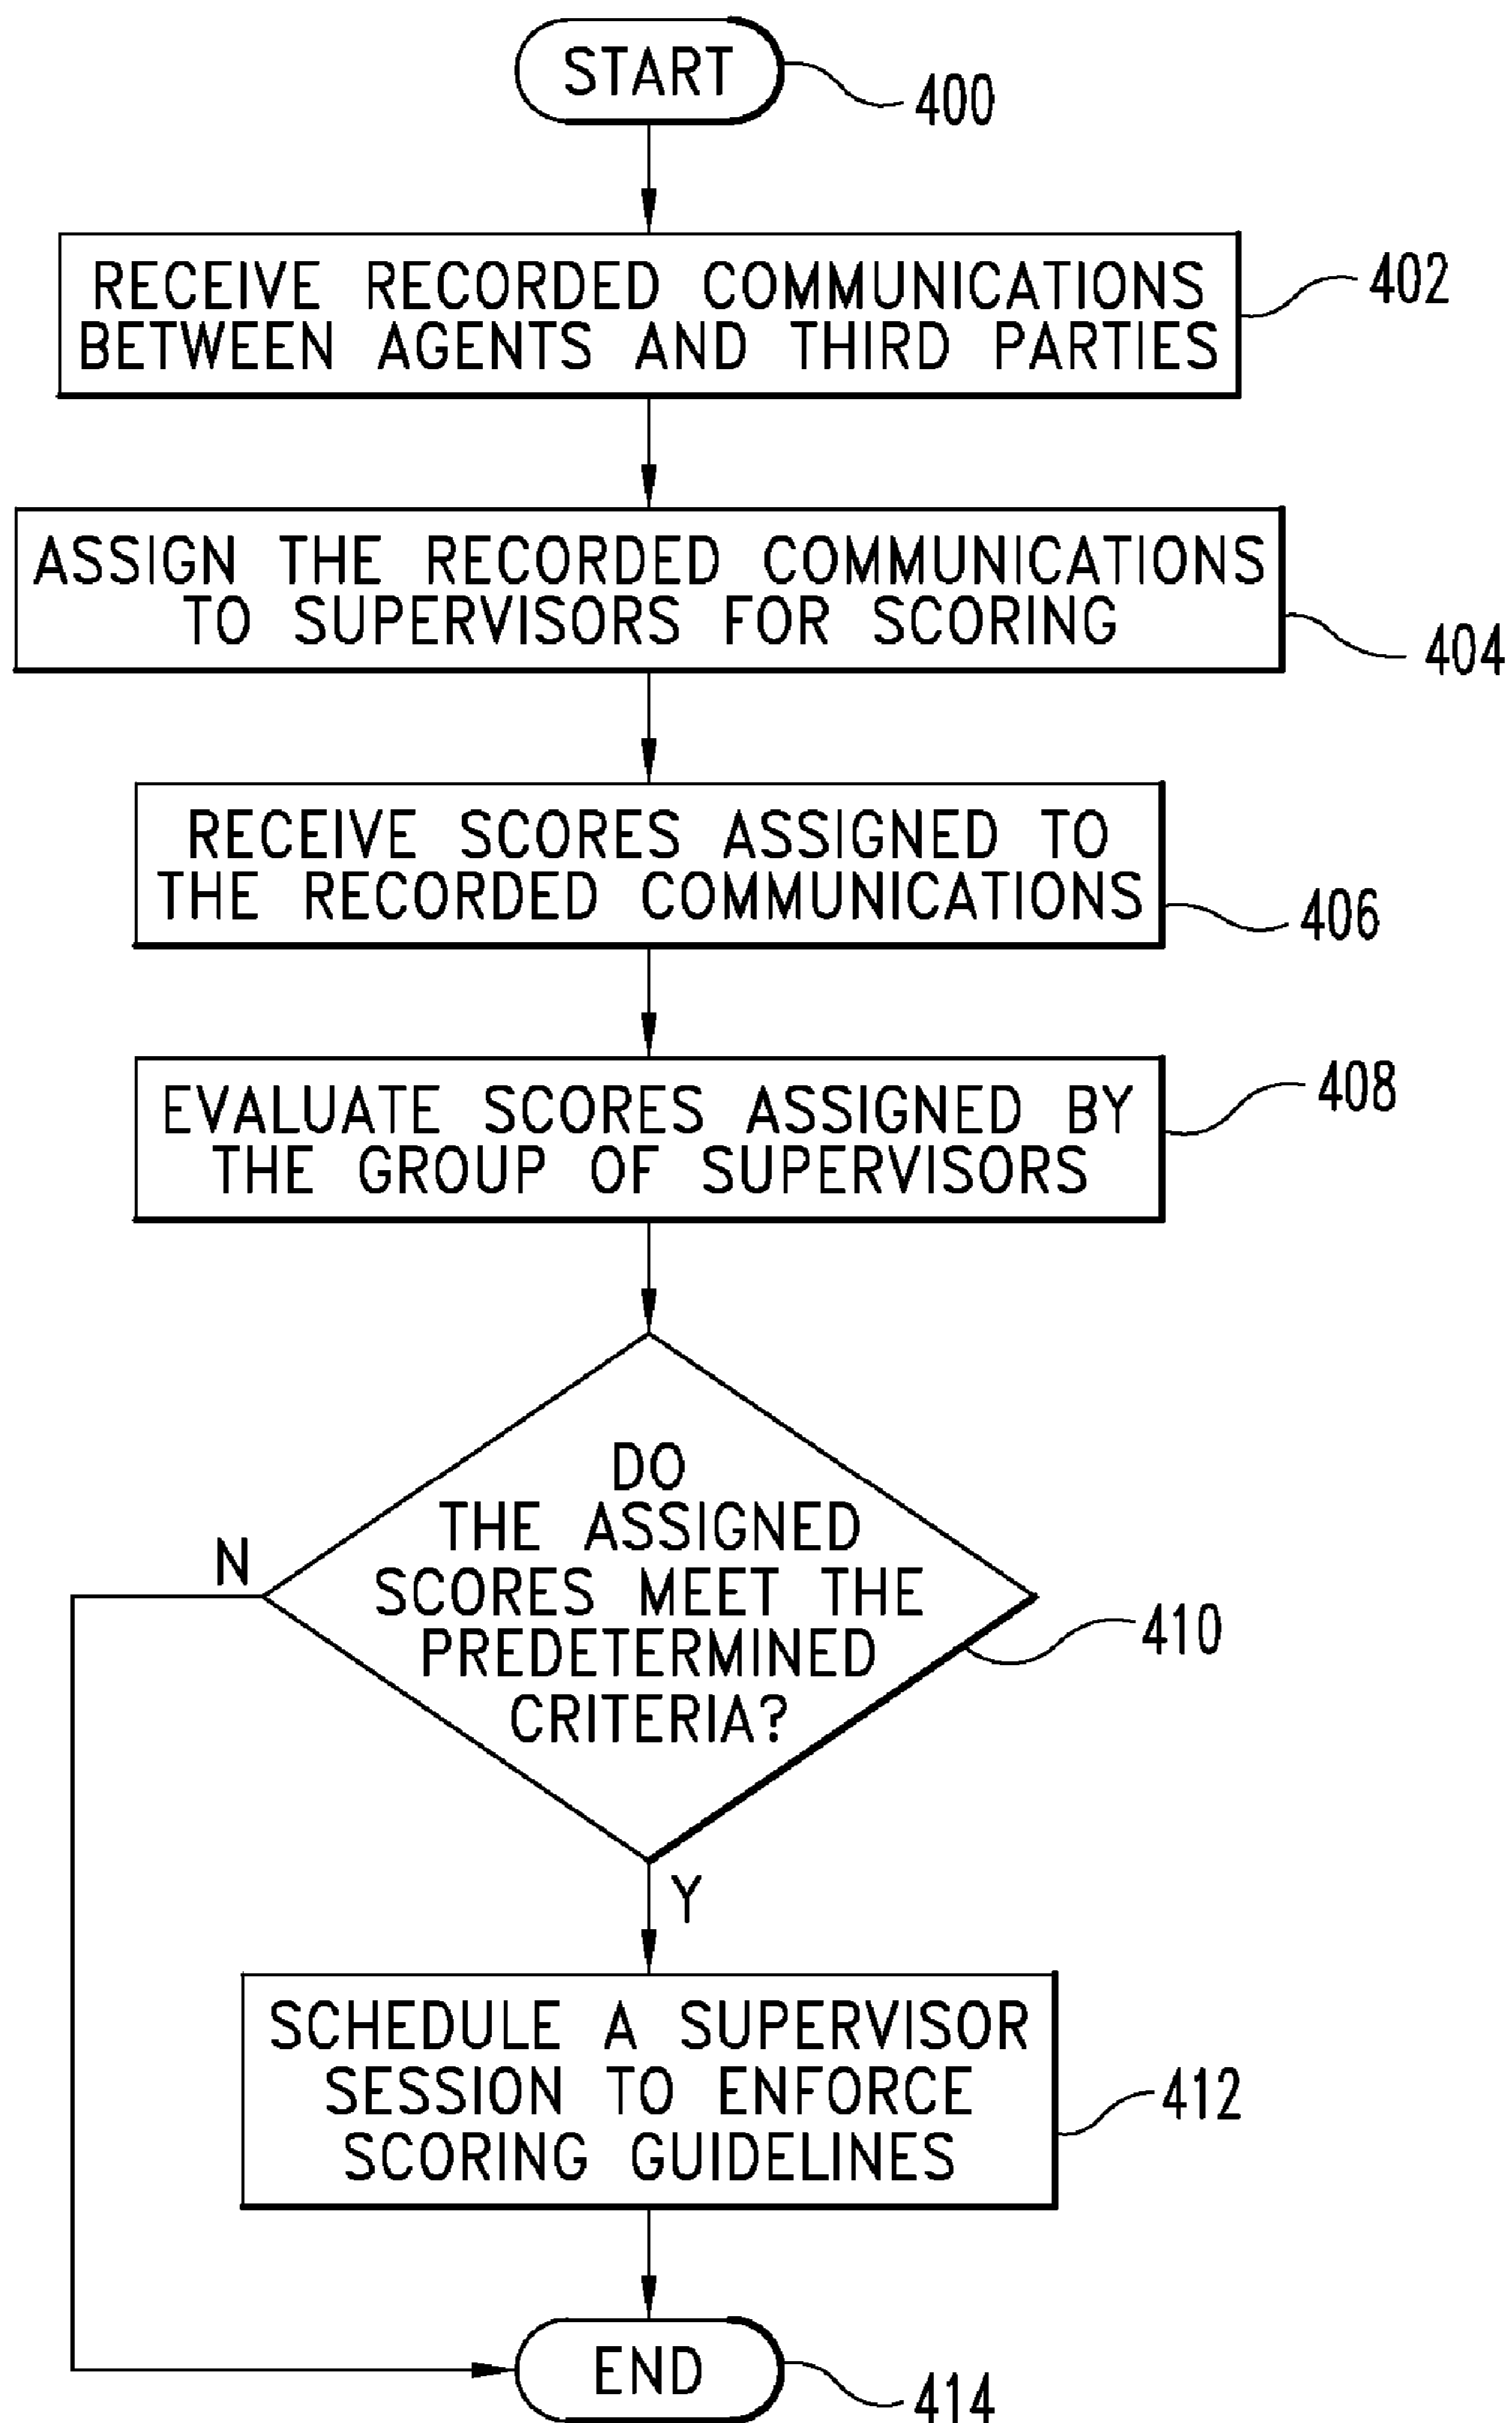 START
400
RECEIVE RECORDED COMMUNICATIONS
BETWEEN AGENTS AND THIRD PARTIES
402
ASSIGN THE RECORDED COMMUNICATIONS
TO SUPERVISORS FOR SCORING
404
RECEIVE SCORES ASSIGNED TO
THE RECORDED COMMUNICATIONS
406
EVALUATE SCORES ASSIGNED BY
THE GROUP OF SUPERVISORS
408
DO
THE ASSIGNED
SCORES MEET THE
PREDETERMINED
CRITERIA?
N
410
Y
SCHEDULE A SUPERVISOR
SESSION TO ENFORCE
SCORING GUIDELINES
412
END
414